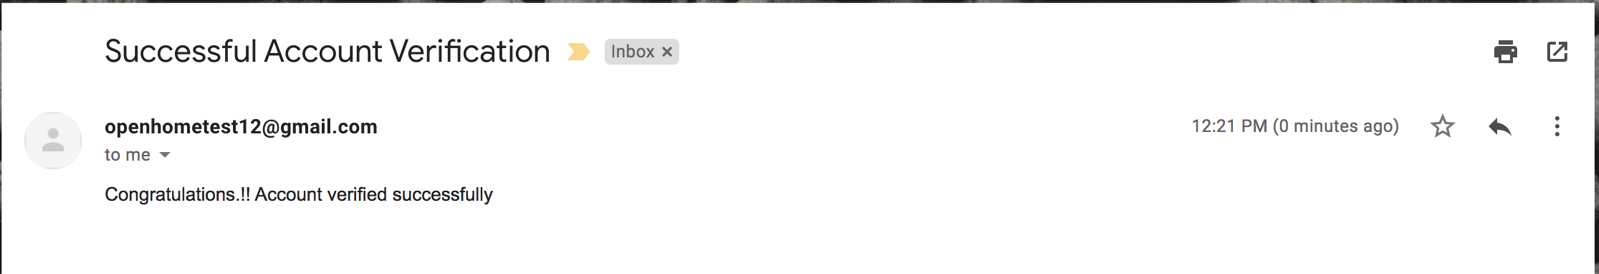 Successful Account Verification Inbox ×
openhometest12@gmail.com 12:21 PM (0 minutes ago)
to me
Congratulations.!! Account verified successfully